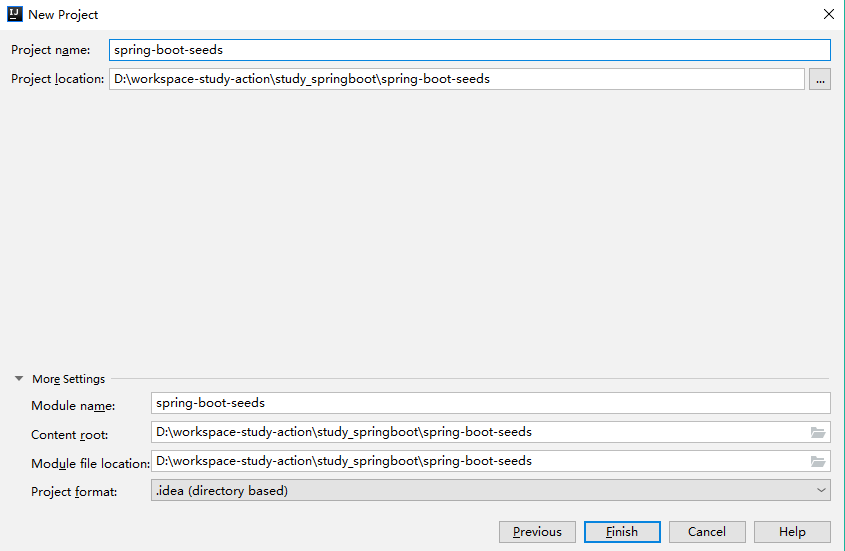 IJ New Project
Project name: spring-boot-seeds
Project location: D:\workspace-study-action\study_springboot\spring-boot-seeds ...
More Settings
Module name: spring-boot-seeds
Content root: D:\workspace-study-action\study_springboot\spring-boot-seeds
Module file location: D:\workspace-study-action\study_springboot\spring-boot-seeds
Project format: .idea (directory based)
Previous Finish Cancel Help